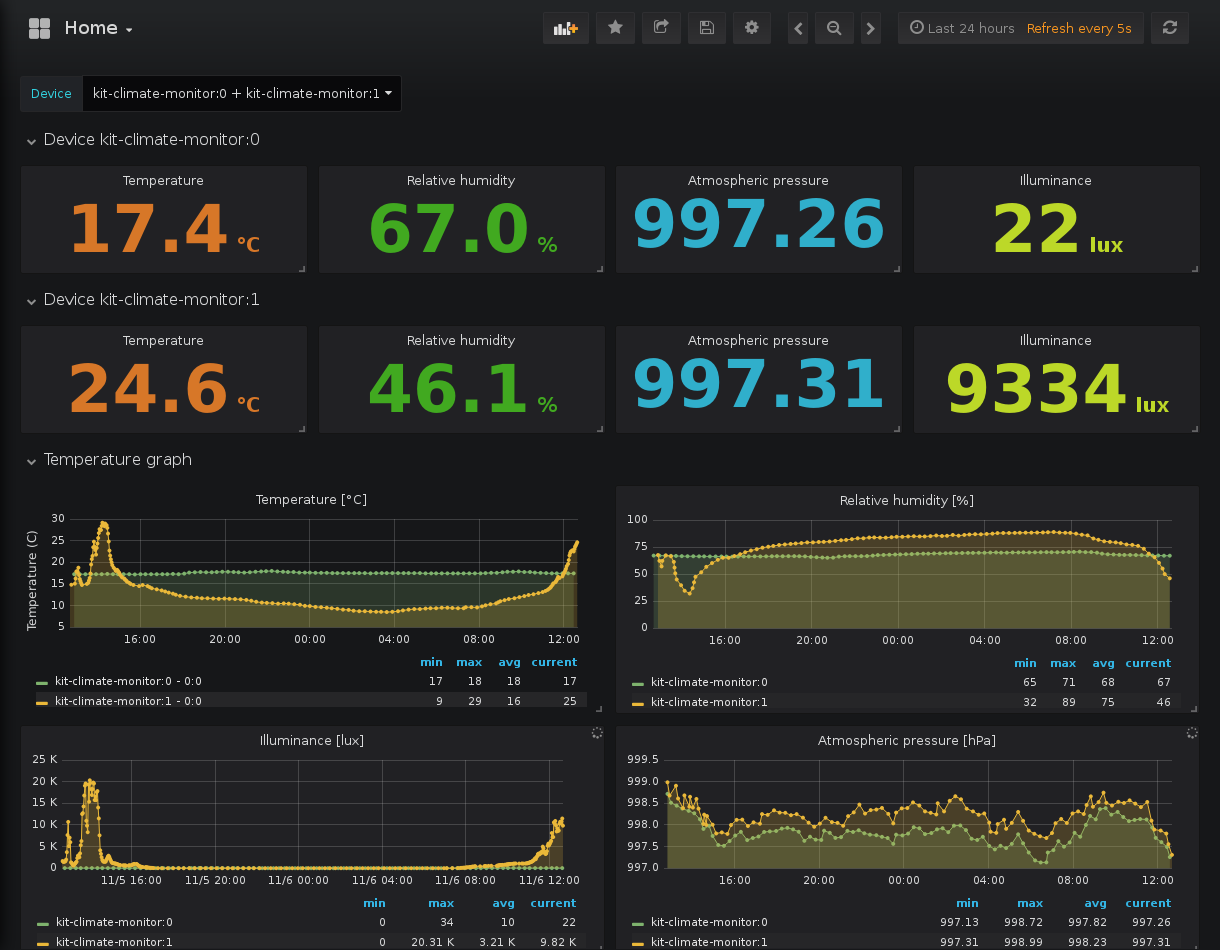 Home
Last 24 hours Refresh every 5s
Device kit-climate-monitor:0 + kit-climate-monitor:1
Device kit-climate-monitor:0
Temperature Relative humidity Atmospheric pressure Illuminance
17.4 °C 67.0 % 997.26 22 lux
Device kit-climate-monitor:1
Temperature Relative humidity Atmospheric pressure Illuminance
24.6 °C 46.1 % 997.31 9334 lux
Temperature graph
Temperature [°C]
Temperature (C)
30
25
20
15
10
5
16:00 20:00 00:00 04:00 08:00 12:00
min max avg current
kit-climate-monitor:0 - 0:0 17 18 18 17
kit-climate-monitor:1 - 0:0 9 29 16 25
Relative humidity [%]
100
75
50
25
0
16:00 20:00 00:00 04:00 08:00 12:00
min max avg current
kit-climate-monitor:0 65 71 68 67
kit-climate-monitor:1 32 89 75 46
Illuminance [lux]
25 K
20 K
15 K
10 K
5 K
0
11/5 16:00 11/5 20:00 11/6 00:00 11/6 04:00 11/6 08:00 11/6 12:00
min max avg current
kit-climate-monitor:0 0 34 10 22
kit-climate-monitor:1 0 20.31 K 3.21 K 9.82 K
Atmospheric pressure [hPa]
999.5
999.0
998.5
998.0
997.5
997.0
16:00 20:00 00:00 04:00 08:00 12:00
min max avg current
kit-climate-monitor:0 997.13 998.72 997.82 997.26
kit-climate-monitor:1 997.31 998.99 998.23 997.31